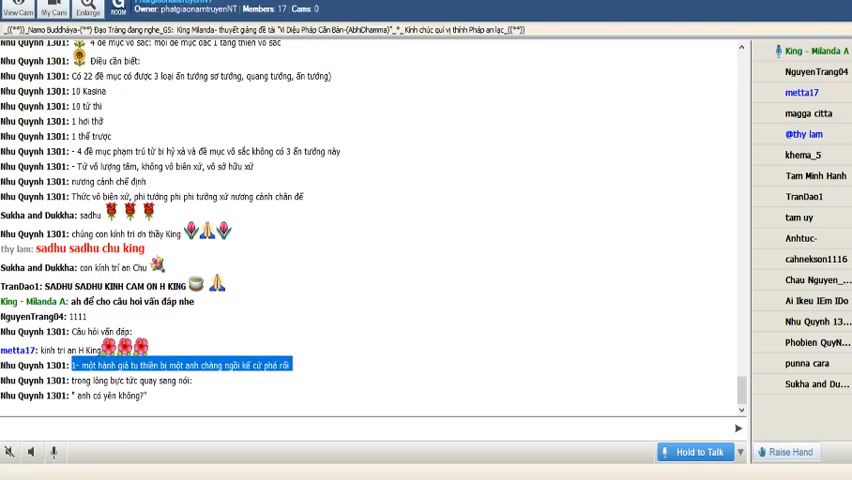 View Cam
My Cam
Enlarge
G
ROOM
Owner: phatgiaonamtruyenNT | Members: 17 | Cams: 0
_((**))_Namo Buddhàya-(**) Đạo Tràng đang nghe_GS: King Milanda- thuyết giảng đề tài "Vi Diệu Pháp Căn Bản-(AbhiDhamma)"_*_ Kính chúc quí vị thính Pháp an lạc_((**))
Nhu Quynh 1301: 4 đề mục vô sắc: mỗi đề mục các 1 tầng thiền vô sắc
Nhu Quynh 1301: Điều cần biết:
Nhu Quynh 1301: Có 22 đề mục có được 3 loại ấn tướng sơ tướng, quang tướng, ấn tướng)
Nhu Quynh 1301: 10 Kasina
Nhu Quynh 1301: 10 tử thi
Nhu Quynh 1301: 1 hơi thở
Nhu Quynh 1301: 1 thể trược
Nhu Quynh 1301: - 4 đề mục phạm trú từ bi hỷ xả và đề mục vô sắc không có 3 ấn tướng này
Nhu Quynh 1301: - Tứ vô lượng tâm, không vô biên xứ, vô sở hữu xứ
Nhu Quynh 1301: nương cảnh chế định
Nhu Quynh 1301: Thức vô biên xứ, phi tưởng phi phi tưởng xứ nương cảnh chân đế
Sukha and Dukkha: sadhu
Nhu Quynh 1301: chúng con kính tri ơn thầy King
thy lam: sadhu sadhu chu king
Sukha and Dukkha: con kính trí an Chu
TranDao1: SADHU SADHU KINH CAM ON H KING
King - Milanda A: ah để cho câu hoi vấn đáp nhe
NguyenTrang04: 1111
Nhu Quynh 1301: Câu hỏi vấn đáp:
metta17: kinh tri an H King
Nhu Quynh 1301: 1- một hành giả tu thiền bị một anh chàng ngồi kế cứ phá rối
Nhu Quynh 1301: trong lòng bực tức quay sang nói:
Nhu Quynh 1301: " anh có yên không?"
Hold to Talk
Raise Hand
King - Milanda A
NguyenTrang04
metta17
magga citta
@thy lam
khema_5
Tam Minh Hanh
TranDao1
tam uy
Anhtuc-
cahnekson1116
Chau Nguyen_...
Ai Ikeu IEm IDo
Nhu Quynh 13...
Phobien QuyN...
punna cara
Sukha and Du...